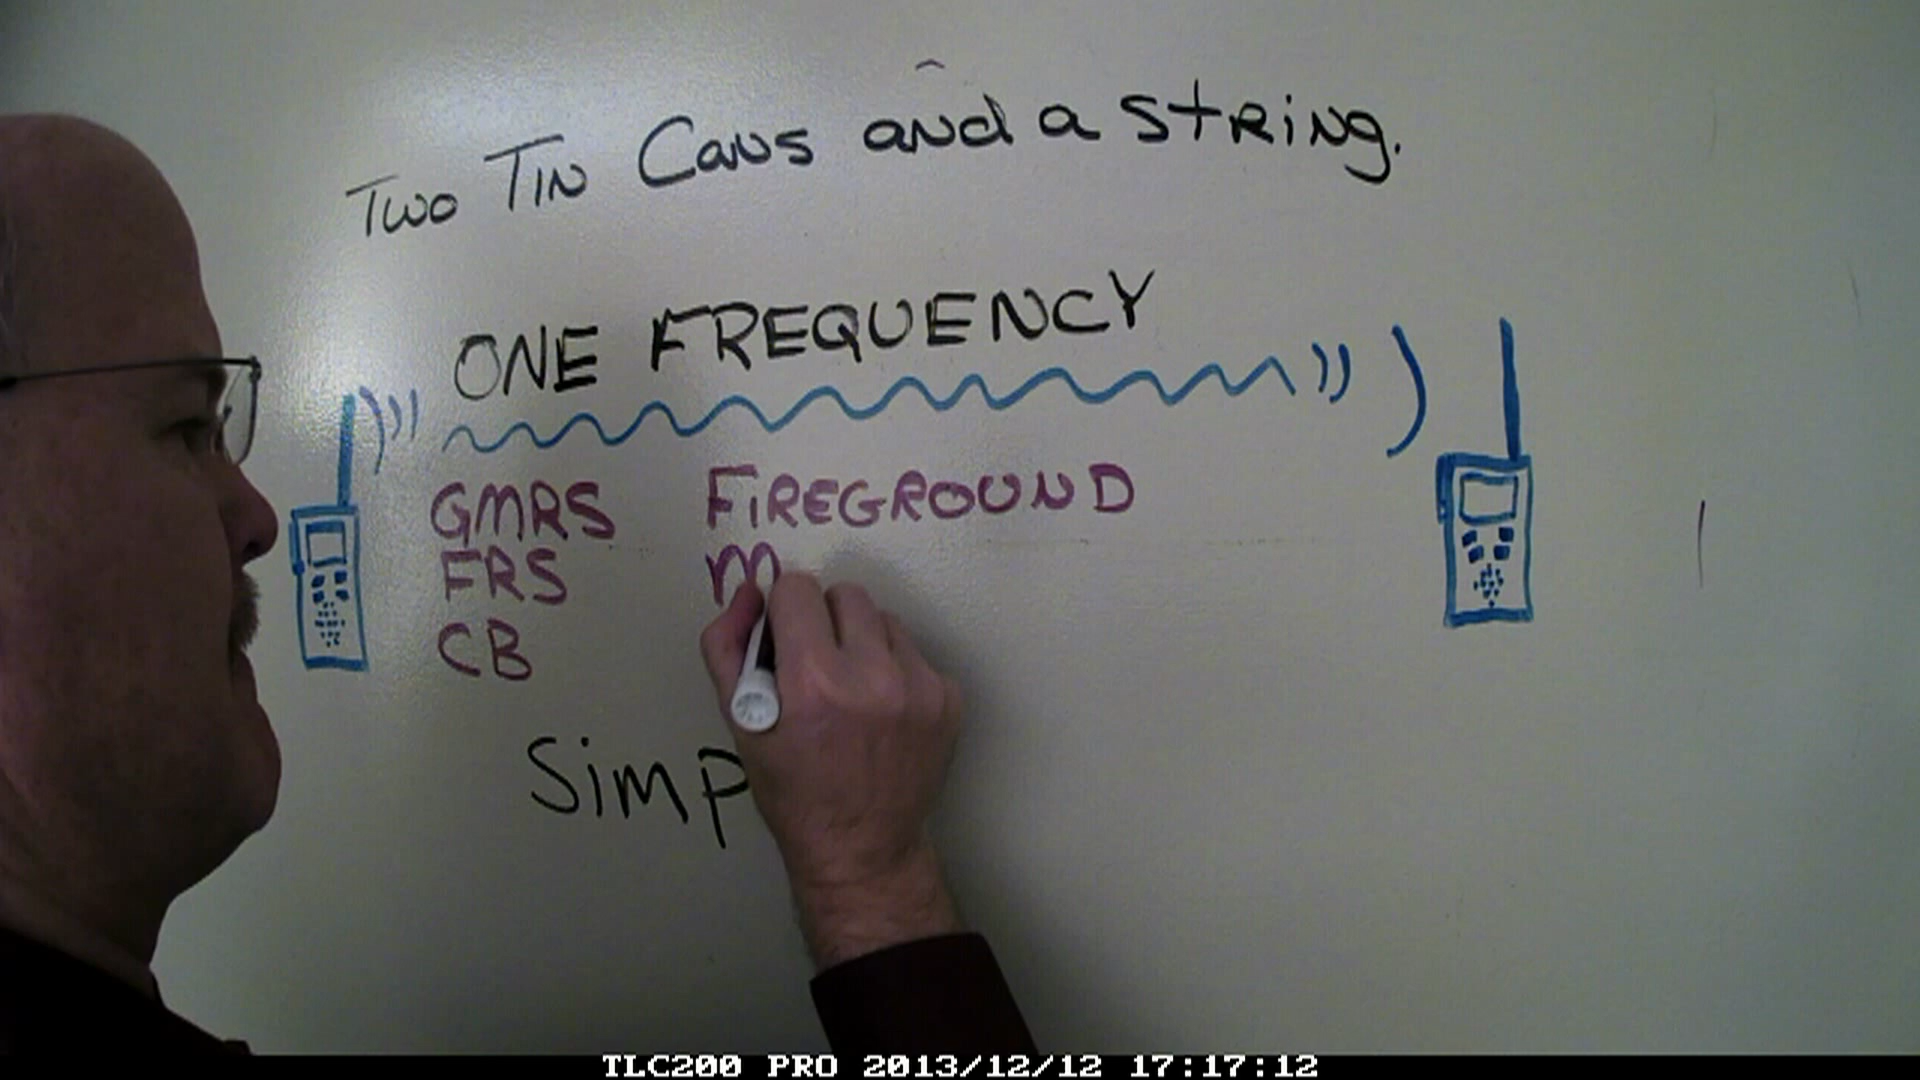 Two Tin Cans and a string.
ONE FREQUENCY
GMRS FiREGROUND
FRS M
CB
Simp
TLC200 PRO 2013/12/12 17:17:12